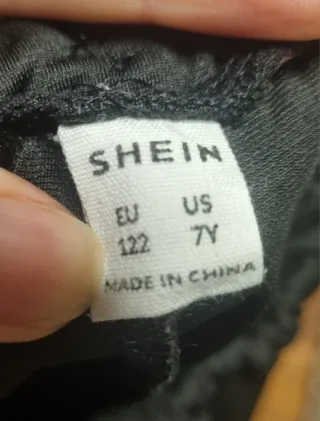 SHEIN
EU US
122 7Y
MADE IN CHINA